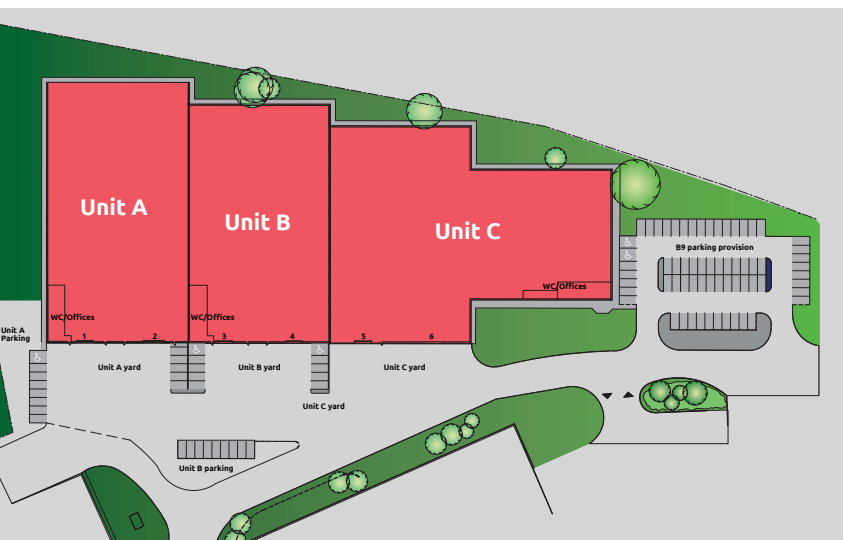 Unit A
Unit B
Unit C
B9 parking provision
WC/Offices
WC/Offices
WC/Offices
Unit A
Parking
1
2
3
4
5
6
Unit A yard
Unit B yard
Unit C yard
Unit C yard
Unit B parking